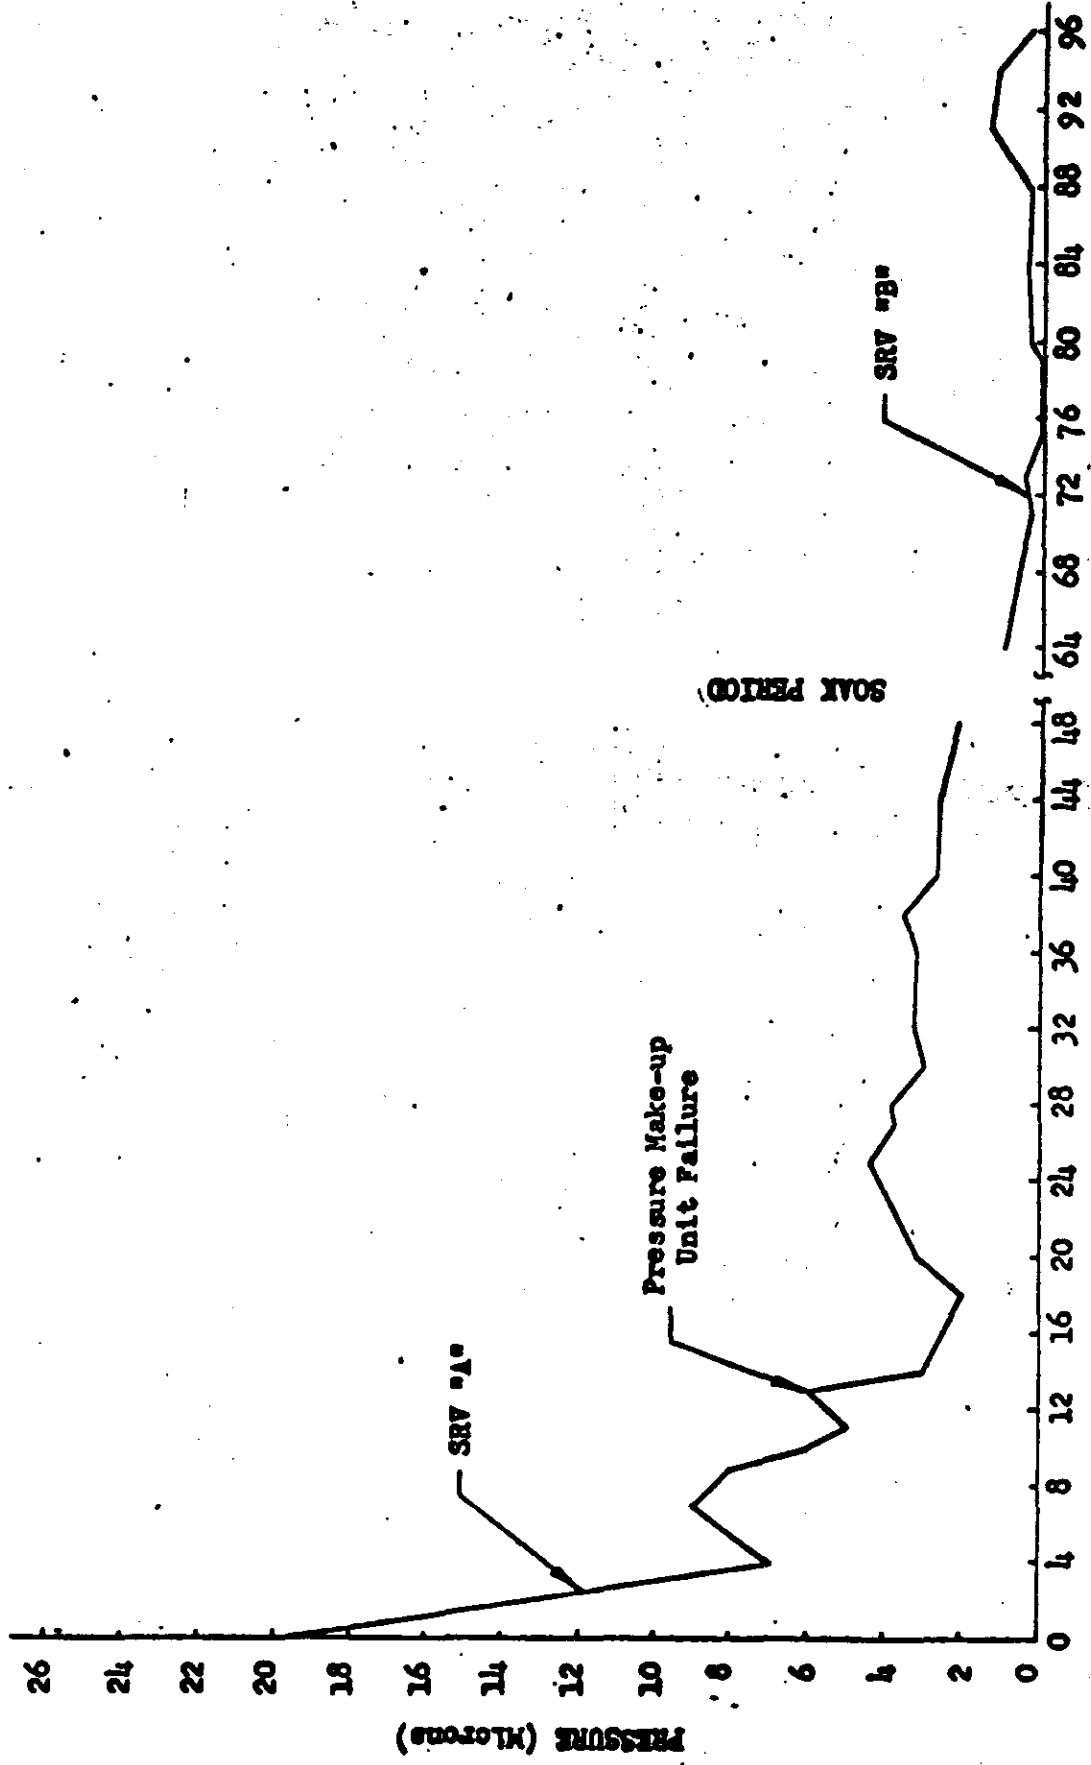 PRESSURE (Microns)
26
24
22
20
18
16
14
12
10
8
6
4
2
0
SRV "A"
Pressure Make-up
Unit Failure
SOAK PERIOD
SRV "B"
0 4 8 12 16 20 24 28 32 36 40 44 48 64 68 72 76 80 84 88 92 96